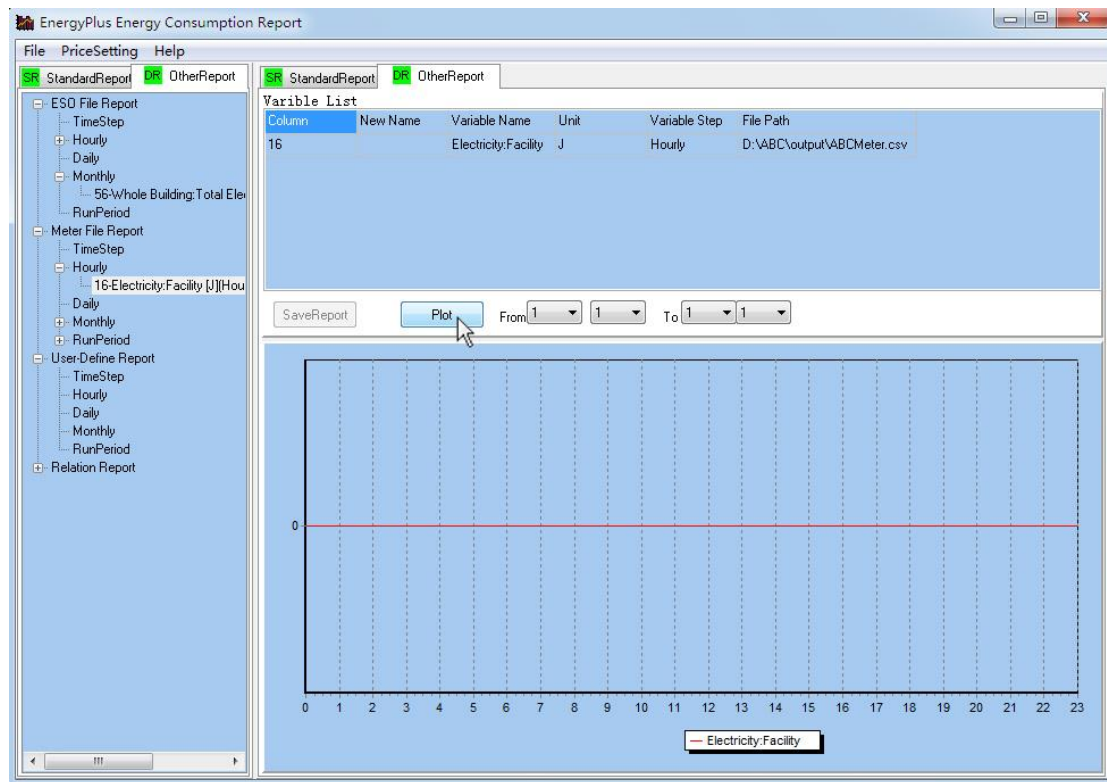 EnergyPlus Energy Consumption Report
File PriceSetting Help
SR StandardReport DR OtherReport
SR StandardReport DR OtherReport
ESO File Report
TimeStep
Hourly
Daily
Monthly
56-Whole Building:Total Ele
RunPeriod
Meter File Report
TimeStep
Hourly
16-Electricity:Facility [J](Hou
Daily
Monthly
RunPeriod
User-Define Report
TimeStep
Hourly
Daily
Monthly
RunPeriod
Relation Report
Varible List
Column New Name Variable Name Unit Variable Step File Path
16 Electricity:Facility J Hourly D:\ABC\output\ABCMeter.csv
SaveReport Plot From 1 1 To 1 1
0
0 1 2 3 4 5 6 7 8 9 10 11 12 13 14 15 16 17 18 19 20 21 22 23
Electricity:Facility